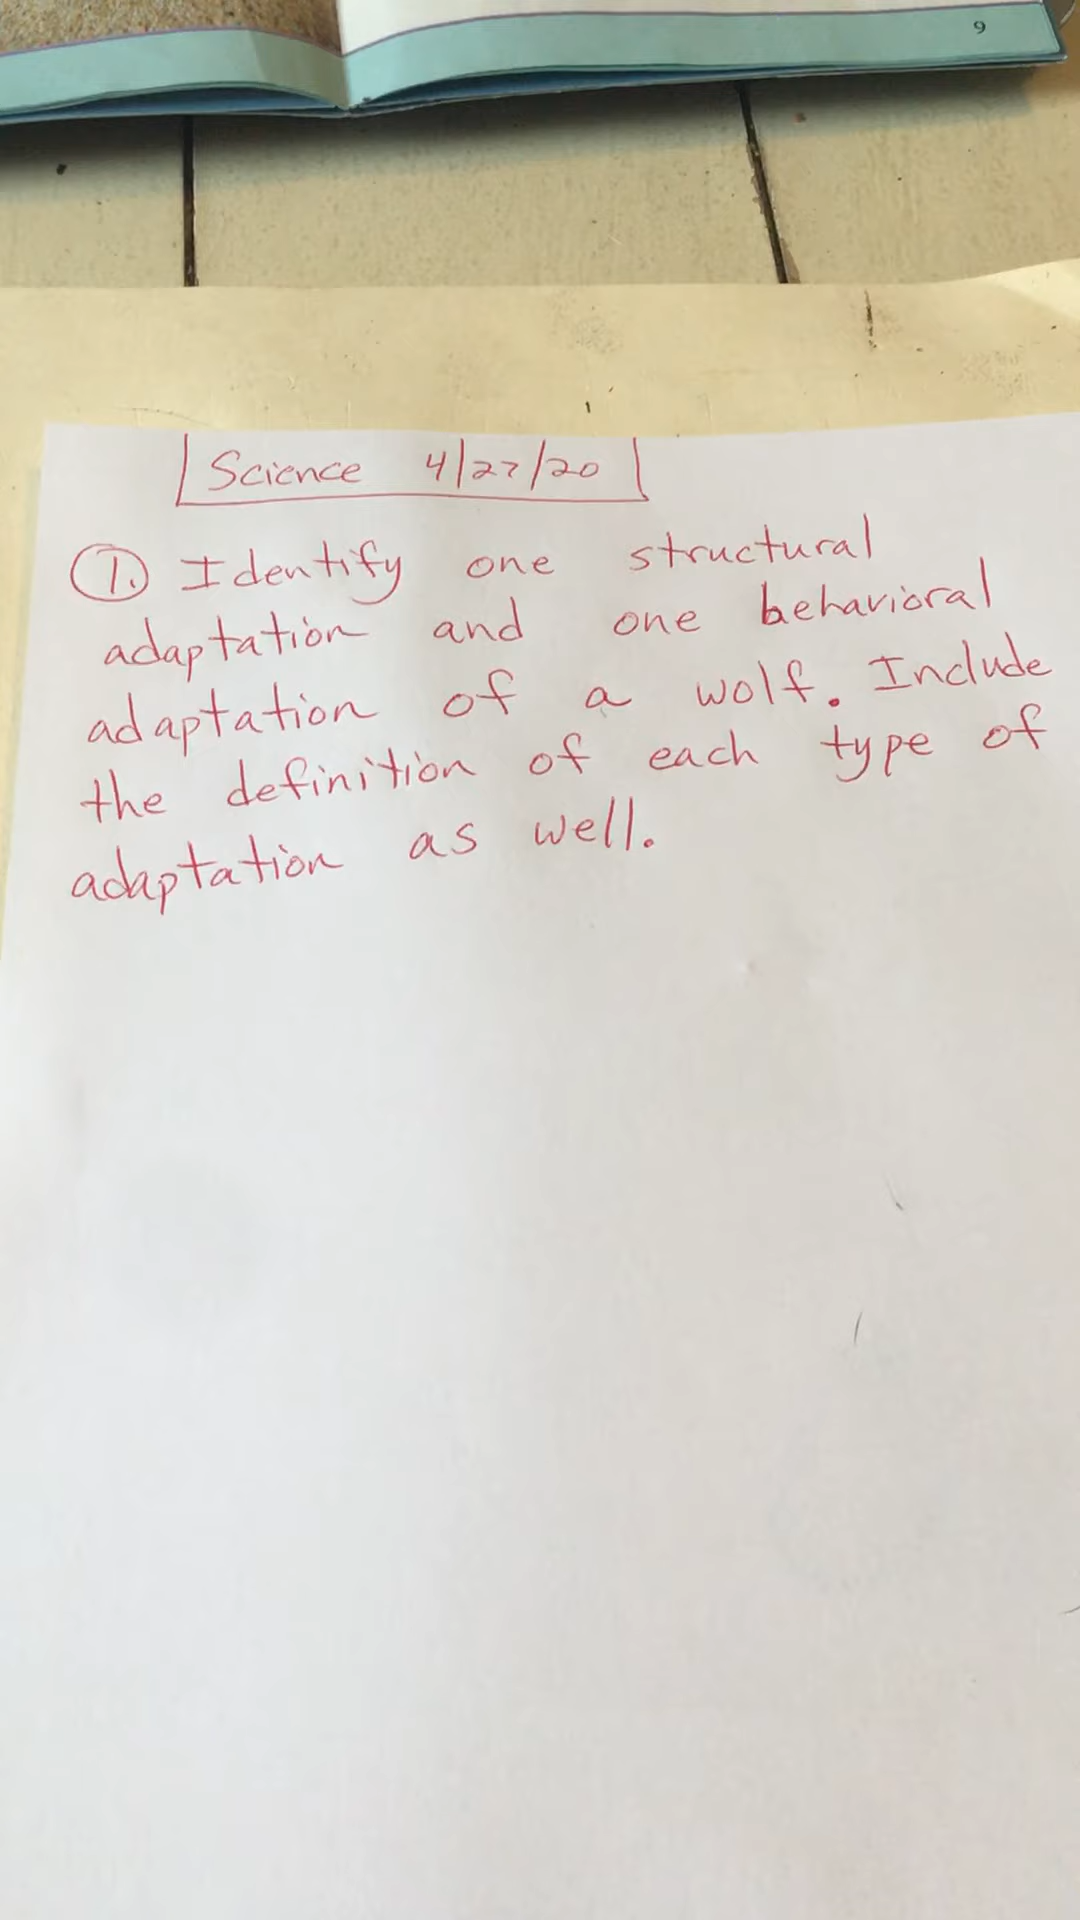 9
Science 4/27/20
1. Identify one structural
adaptation and one behavioral
adaptation of a wolf. Include
the definition of each type of
adaptation as well.